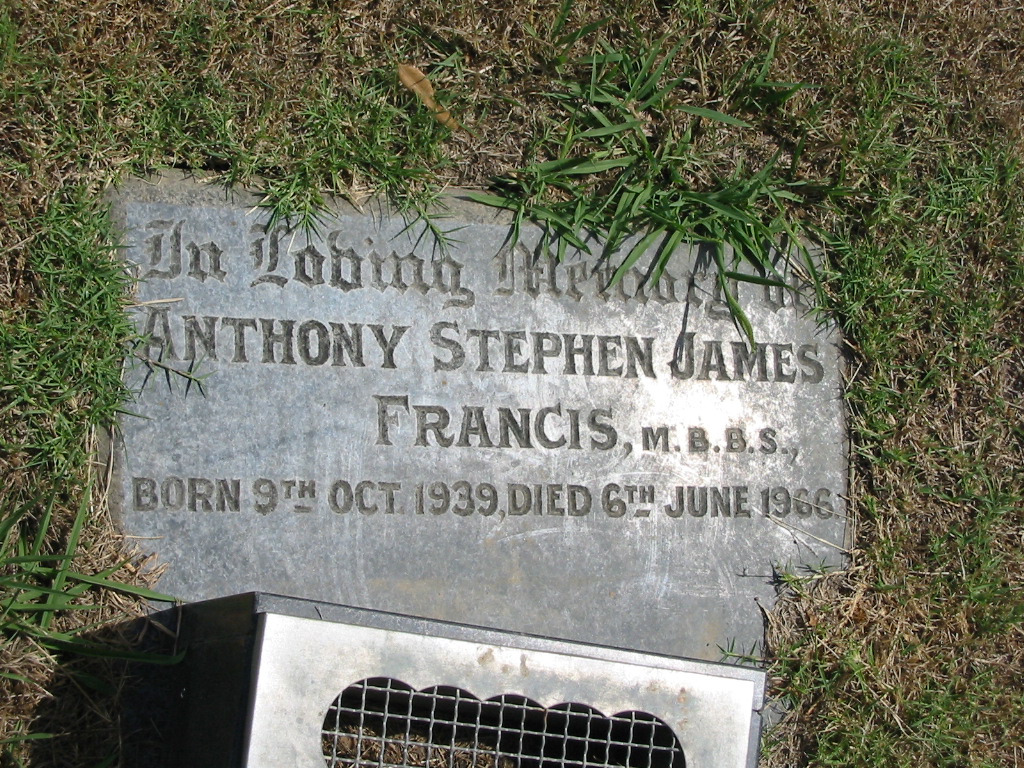 In Loving Memory of
ANTHONY STEPHEN JAMES
FRANCIS, M.B.B.S.,
BORN 9TH OCT. 1939, DIED 6TH JUNE 1966.